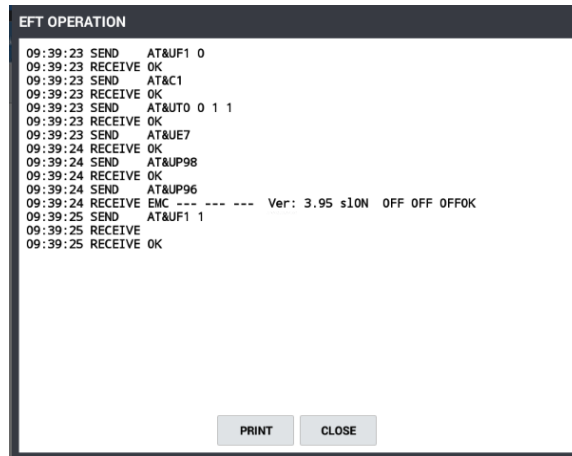 EFT OPERATION
09:39:23 SEND    AT&UF1 0
09:39:23 RECEIVE OK
09:39:23 SEND    AT&C1
09:39:23 RECEIVE OK
09:39:23 SEND    AT&UT0 0 1 1
09:39:23 RECEIVE OK
09:39:23 SEND    AT&UE7
09:39:24 RECEIVE OK
09:39:24 SEND    AT&UP98
09:39:24 RECEIVE OK
09:39:24 SEND    AT&UP96
09:39:24 RECEIVE EMC --- --- ---  Ver: 3.95 slON  OFF OFF OFFOK
09:39:25 SEND    AT&UF1 1
09:39:25 RECEIVE
09:39:25 RECEIVE OK
PRINT CLOSE